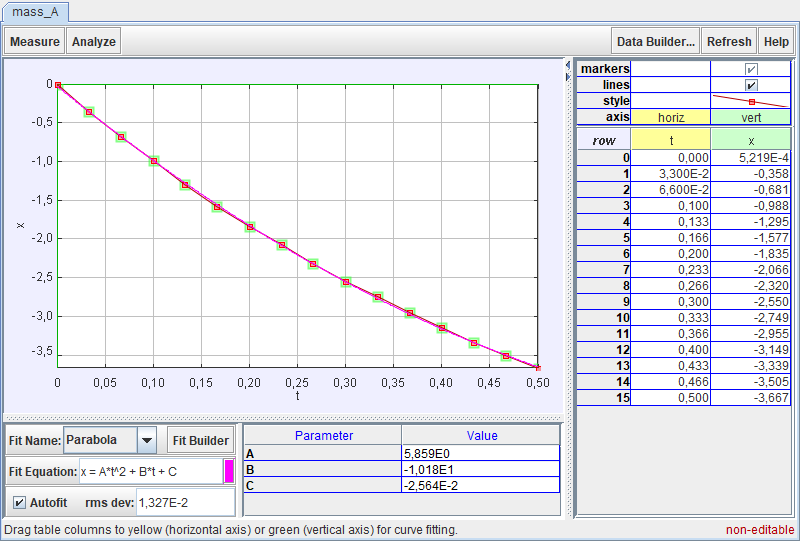 mass_A
Measure Analyze Data Builder... Refresh Help
0
-0,5
-1,0
-1,5
-2,0
-2,5
-3,0
-3,5
x
0 0,05 0,10 0,15 0,20 0,25 0,30 0,35 0,40 0,45 0,50
t
markers
lines
style
axis horiz vert
row t x
0 0,000 5,219E-4
1 3,300E-2 -0,358
2 6,600E-2 -0,681
3 0,100 -0,988
4 0,133 -1,295
5 0,166 -1,577
6 0,200 -1,835
7 0,233 -2,066
8 0,266 -2,320
9 0,300 -2,550
10 0,333 -2,749
11 0,366 -2,955
12 0,400 -3,149
13 0,433 -3,339
14 0,466 -3,505
15 0,500 -3,667
Fit Name: Parabola Fit Builder
Fit Equation: x = A*t^2 + B*t + C
Autofit rms dev: 1,327E-2
Parameter Value
A 5,859E0
B -1,018E1
C -2,564E-2
Drag table columns to yellow (horizontal axis) or green (vertical axis) for curve fitting. non-editable